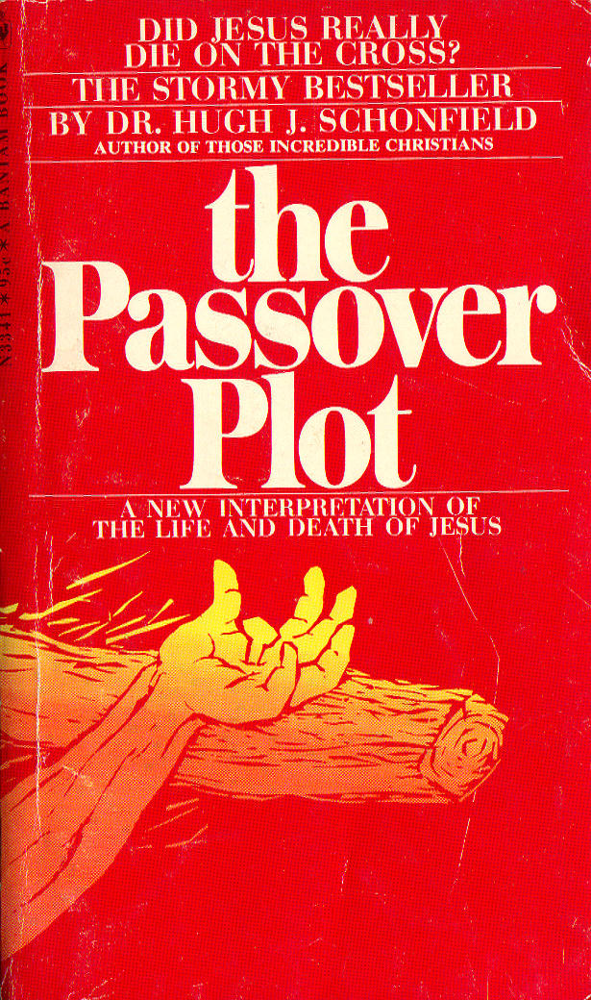 DID JESUS REALLY
DIE ON THE CROSS?
THE STORMY BESTSELLER
BY DR. HUGH J. SCHONFIELD
AUTHOR OF THOSE INCREDIBLE CHRISTIANS
the
Passover
Plot
A NEW INTERPRETATION OF
THE LIFE AND DEATH OF JESUS
N3341 * 95c * A BANTAM BOOK